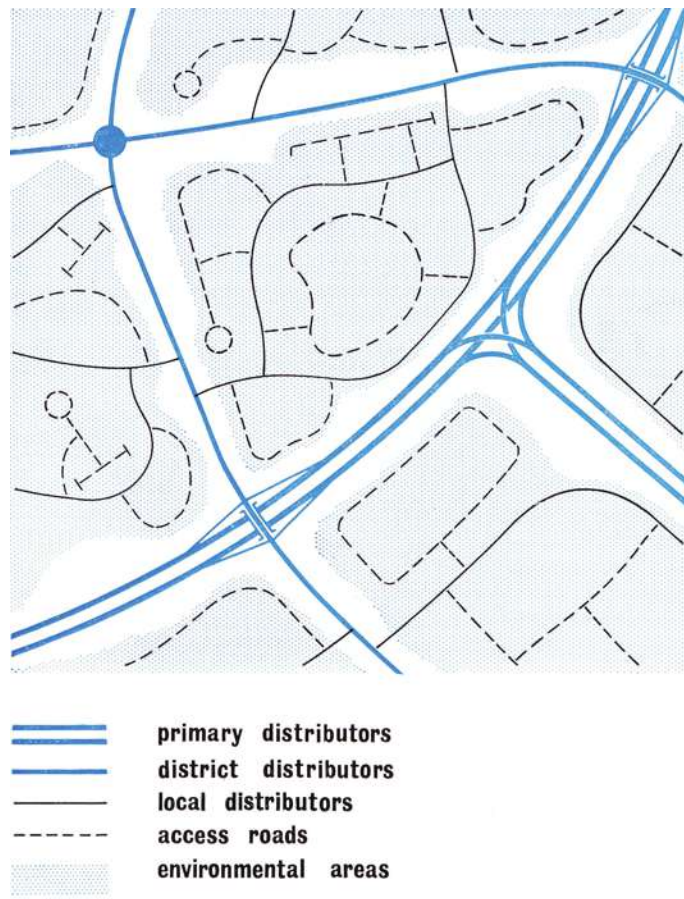 primary distributors
district distributors
local distributors
access roads
environmental areas